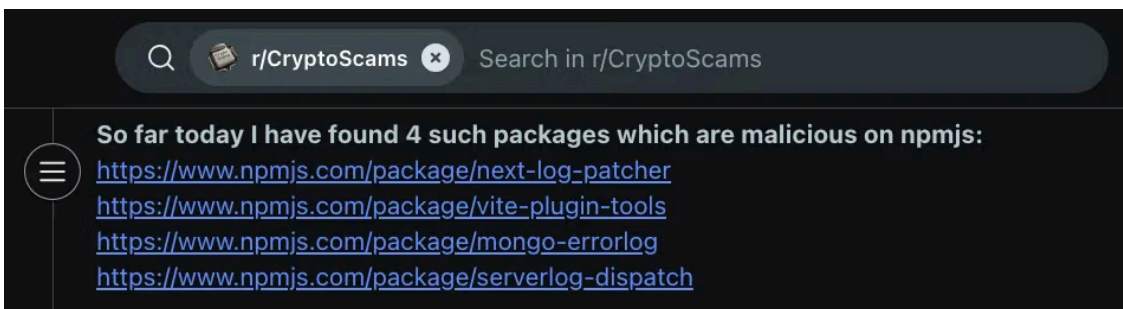 r/CryptoScams Search in r/CryptoScams
So far today I have found 4 such packages which are malicious on npmjs:
https://www.npmjs.com/package/next-log-patcher
https://www.npmjs.com/package/vite-plugin-tools
https://www.npmjs.com/package/mongo-errorlog
https://www.npmjs.com/package/serverlog-dispatch